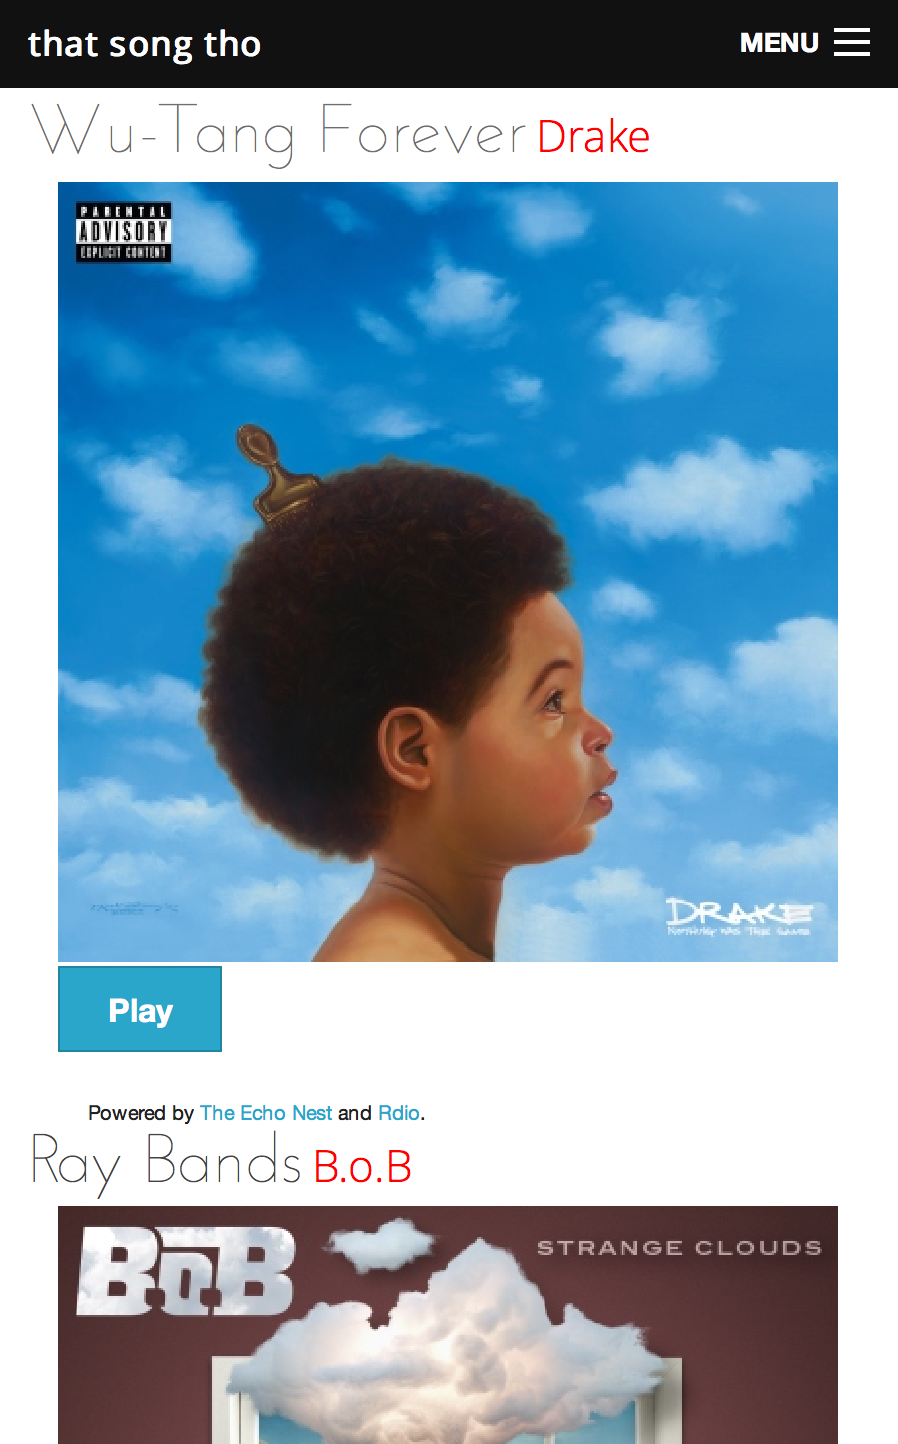 that song tho
MENU
Wu-Tang Forever Drake
PARENTAL
ADVISORY
EXPLICIT CONTENT
DRAKE
NOTHING WAS THE SAME
Play
Powered by The Echo Nest and Rdio.
Ray Bands B.o.B
B.o.B
STRANGE CLOUDS